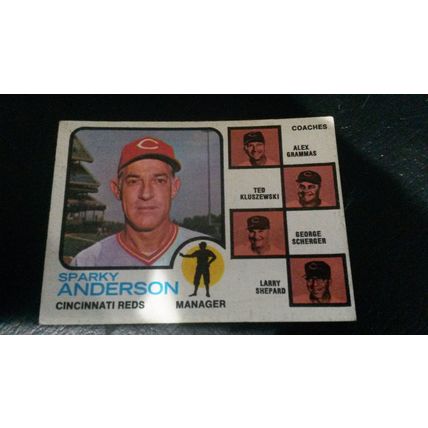 COACHES
ALEX
GRAMMAS
TED
KLUSZEWSKI
GEORGE
SCHERGER
LARRY
SHEPARD
C
SPARKY
ANDERSON
CINCINNATI REDS
MANAGER